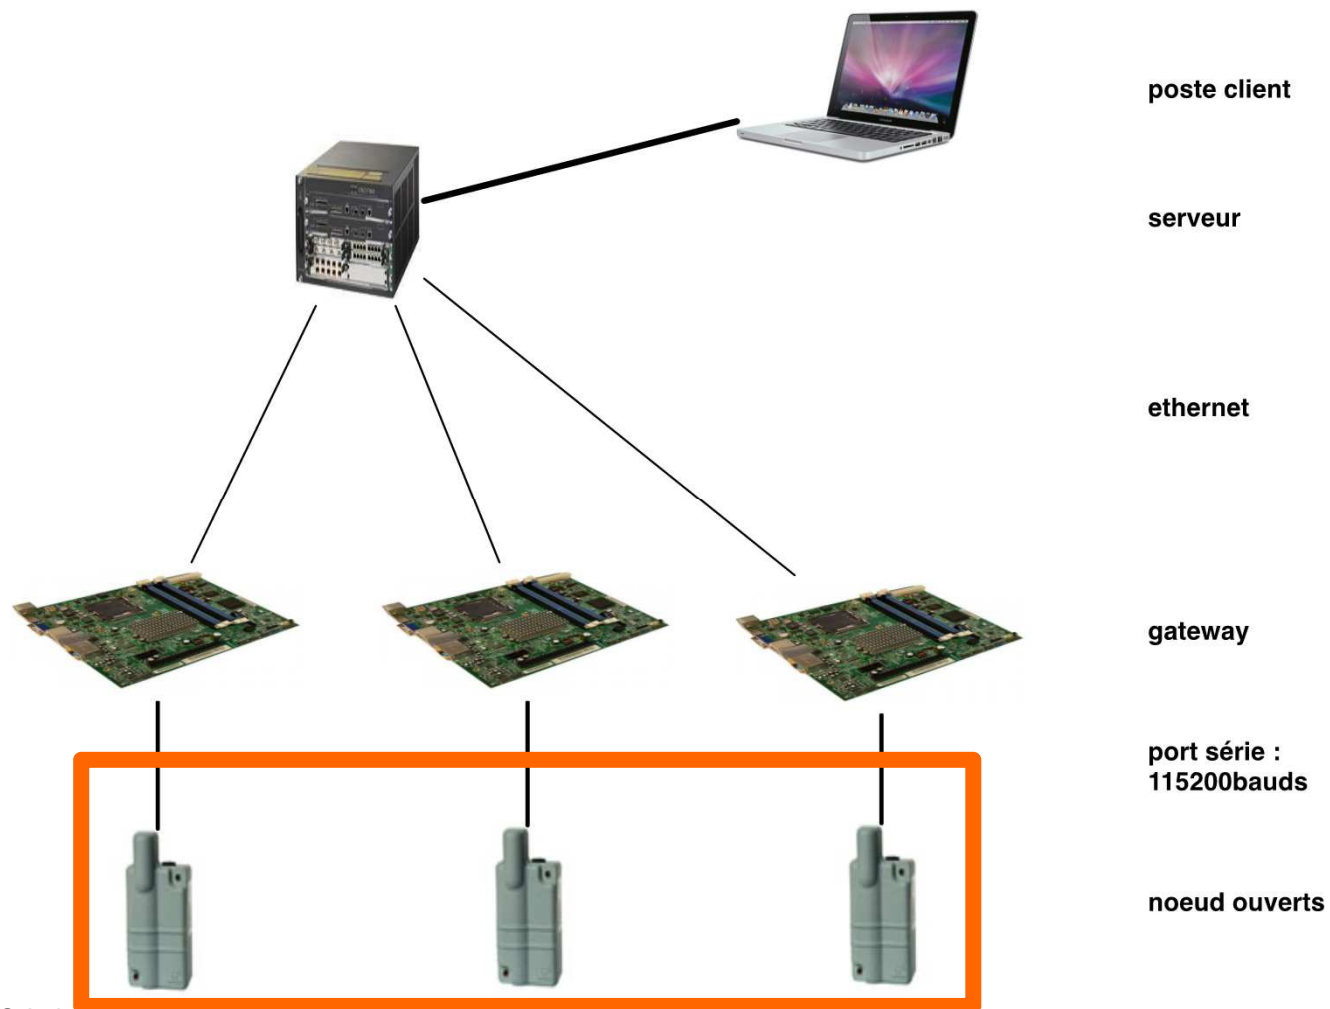 poste client
serveur
ethernet
gateway
port série :
115200bauds
noeud ouverts